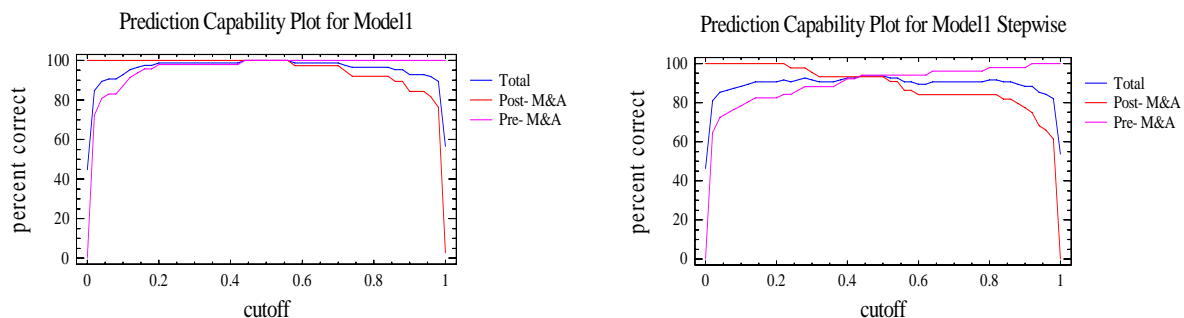 Prediction Capability Plot for Model1
percent correct
100
80
60
40
20
0
0 0.2 0.4 0.6 0.8 1
cutoff
Total
Post- M&A
Pre- M&A
Prediction Capability Plot for Model1 Stepwise
percent correct
100
80
60
40
20
0
0 0.2 0.4 0.6 0.8 1
cutoff
Total
Post- M&A
Pre- M&A